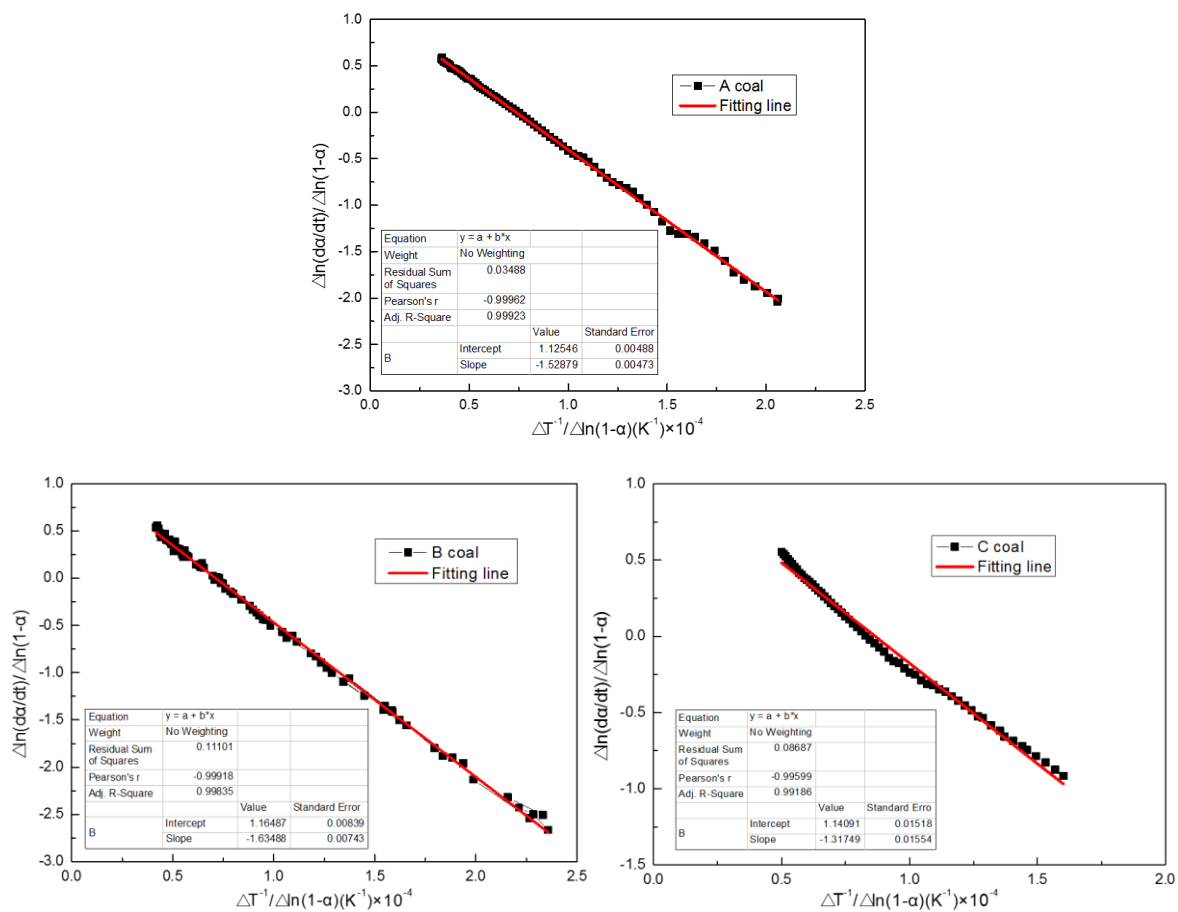 1.0
0.5
0.0
-0.5
-1.0
-1.5
-2.0
-2.5
-3.0
△ln(dα/dt)/△ln(1-α)
A coal
Fitting line
Equation y = a + b*x
Weight No Weighting
Residual Sum of Squares 0.03488
Pearson's r -0.99962
Adj. R-Square 0.99923
Value Standard Error
B Intercept 1.12546 0.00488
Slope -1.52879 0.00473
0.0 0.5 1.0 1.5 2.0 2.5
△T⁻¹/△ln(1-α)(K⁻¹)×10⁻⁴
1.0
0.5
0.0
-0.5
-1.0
-1.5
-2.0
-2.5
-3.0
△ln(dα/dt)/△ln(1-α)
B coal
Fitting line
Equation y = a + b*x
Weight No Weighting
Residual Sum of Squares 0.11101
Pearson's r -0.99918
Adj. R-Square 0.99835
Value Standard Error
B Intercept 1.16487 0.00839
Slope -1.63488 0.00743
0.0 0.5 1.0 1.5 2.0 2.5
△T⁻¹/△ln(1-α)(K⁻¹)×10⁻⁴
1.0
0.5
0.0
-0.5
-1.0
-1.5
△ln(dα/dt)/△ln(1-α)
C coal
Fitting line
Equation y = a + b*x
Weight No Weighting
Residual Sum of Squares 0.08687
Pearson's r -0.99599
Adj. R-Square 0.99186
Value Standard Erro
B Intercept 1.14091 0.01518
Slope -1.31749 0.01554
0.0 0.5 1.0 1.5 2.0
△T⁻¹/△ln(1-α)(K⁻¹)×10⁻⁴